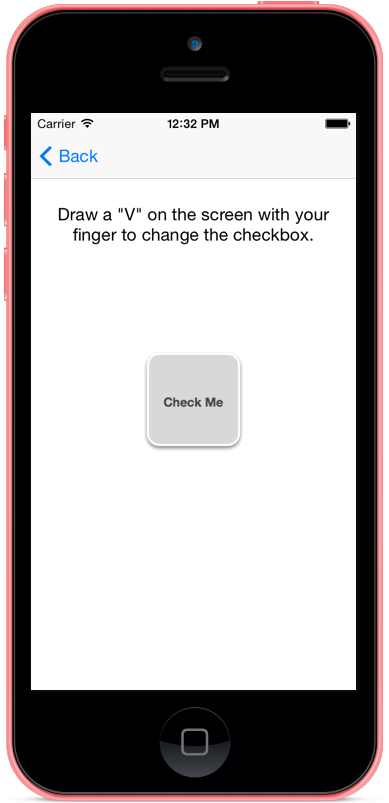 Carrier 12:32 PM
Back
Draw a "V" on the screen with your
finger to change the checkbox.
Check Me